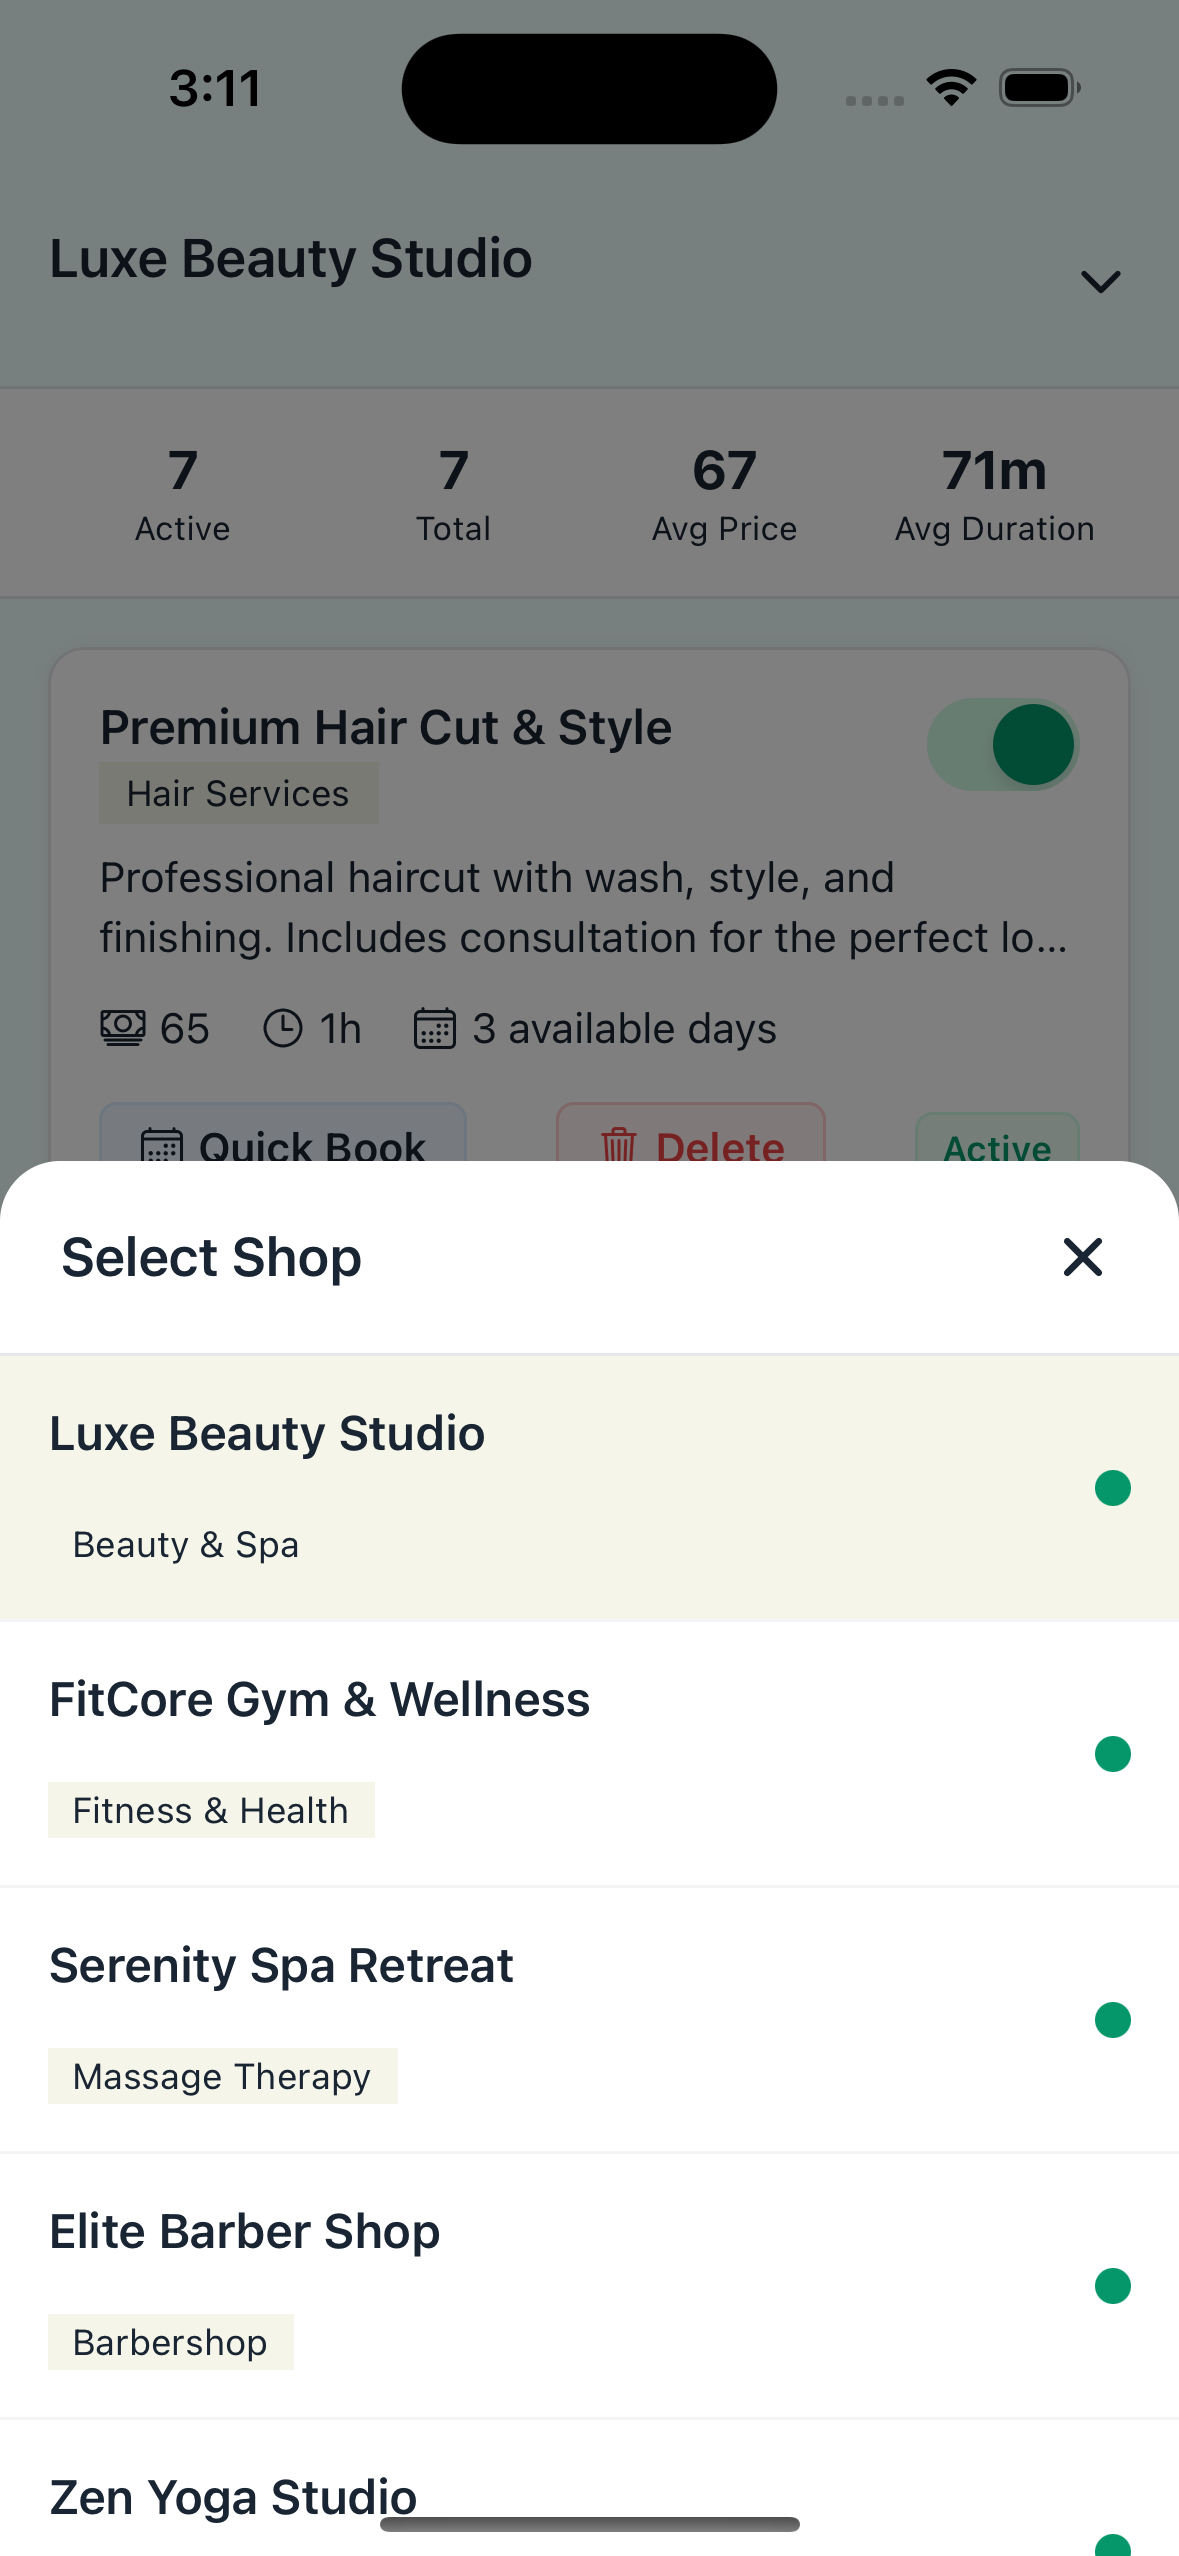 3:11
Luxe Beauty Studio
7
Active
7
Total
67
Avg Price
71m
Avg Duration
Premium Hair Cut & Style
Hair Services
Professional haircut with wash, style, and
finishing. Includes consultation for the perfect lo...
65 1h 3 available days
Quick Book Delete Active
Select Shop
Luxe Beauty Studio
Beauty & Spa
FitCore Gym & Wellness
Fitness & Health
Serenity Spa Retreat
Massage Therapy
Elite Barber Shop
Barbershop
Zen Yoga Studio